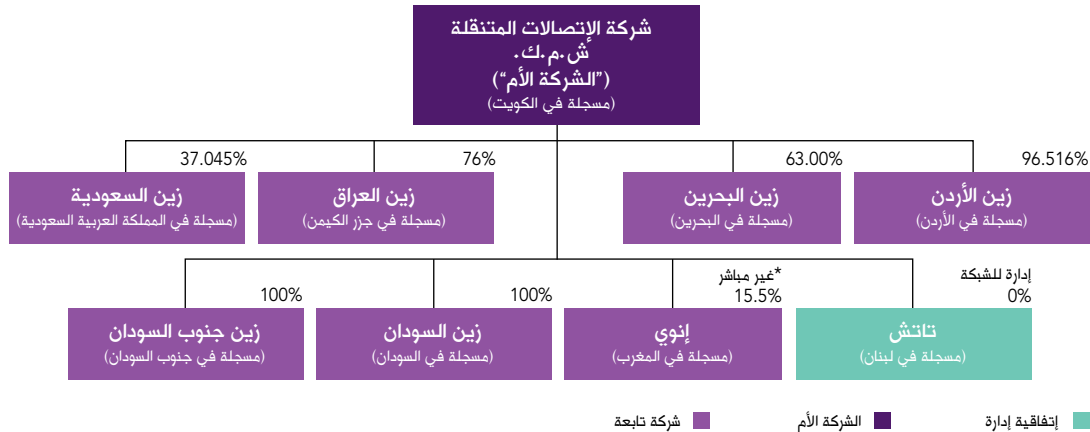 شركة الإتصالات المتنقلة
ش.م.ك.
("الشركة الأم")
(مسجلة في الكويت)
96.516%
زين الأردن
(مسجلة في الأردن)
63.00%
زين البحرين
(مسجلة في البحرين)
76%
زين العراق
(مسجلة في جزر الكيمن)
37.045%
زين السعودية
(مسجلة في المملكة العربية السعودية)
إدارة للشبكة
0%
تاتش
(مسجلة في لبنان)
*غير مباشر
15.5%
إنوي
(مسجلة في المغرب)
100%
زين السودان
(مسجلة في السودان)
100%
زين جنوب السودان
(مسجلة في جنوب السودان)
إتفاقية إدارة
الشركة الأم
شركة تابعة